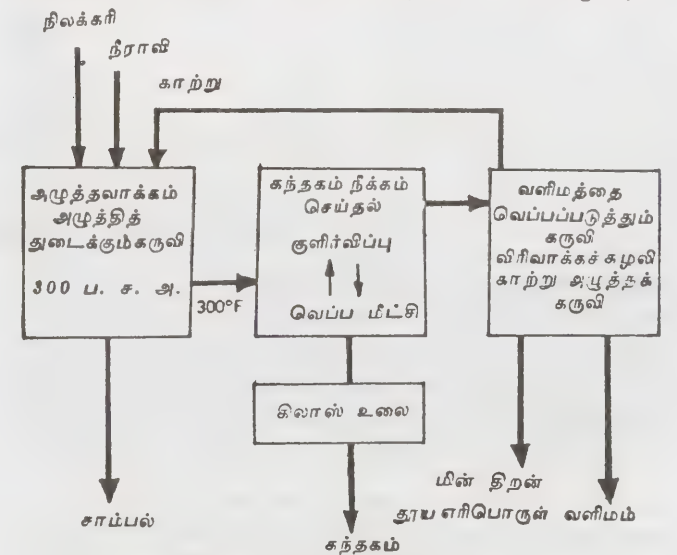 நிலக்கரி
நீராவி
காற்று
அழுத்தவாக்கம்
அழுத்தித்
துடைக்கும்கருவி
300 ப. ச. அ.
300°F
கந்தகம் நீக்கம்
செய்தல்
குளிர்விப்பு
வெப்ப மீட்சி
வளிமத்தை
வெப்பப்படுத்தும்
கருவி
விரிவாக்கச் சுழலி
காற்று அழுத்தக்
கருவி
கிலாஸ் உலை
மின் திறன்
தூய எரிபொருள் வளிமம்
சாம்பல்
கந்தகம்